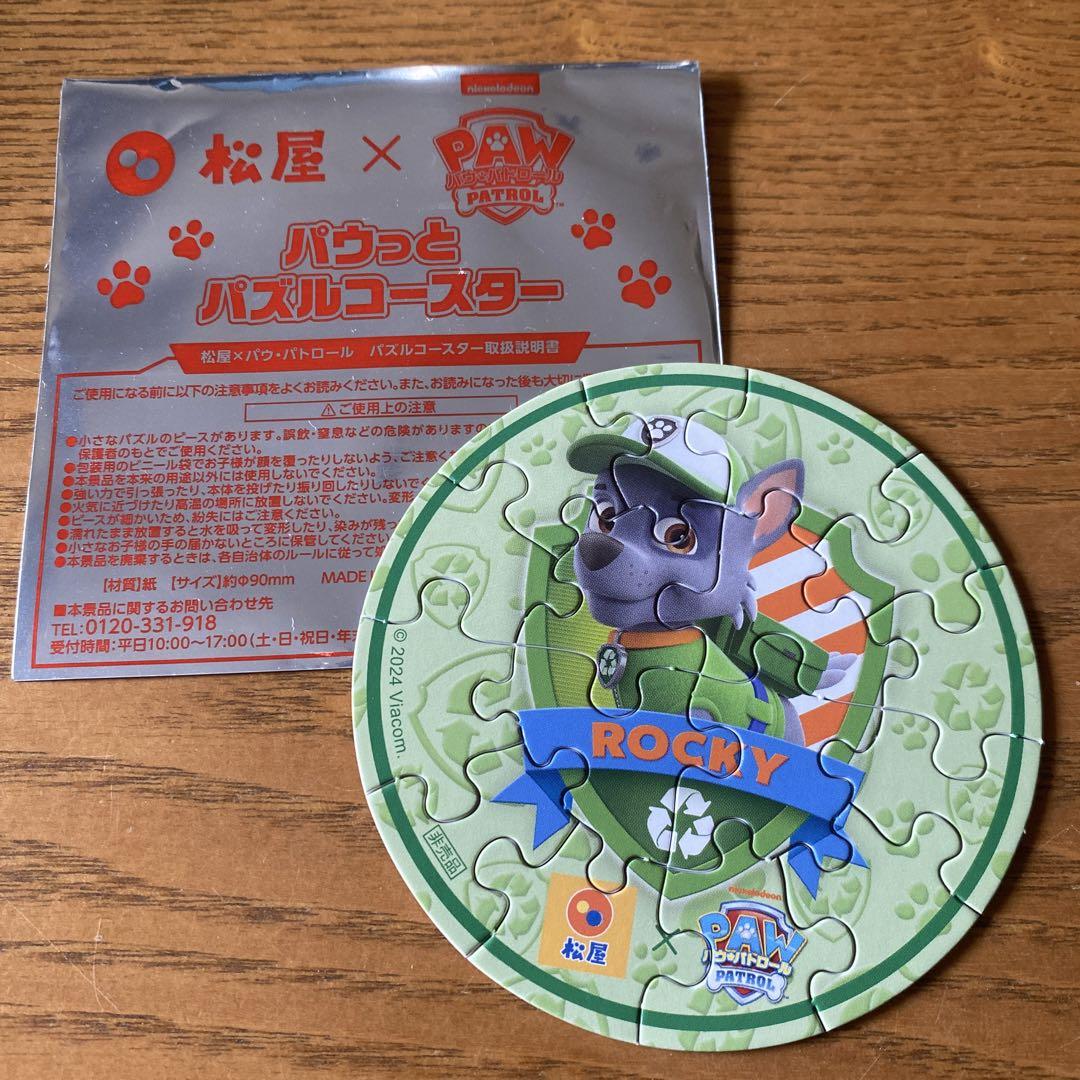 nickelodeon
松屋 × PAW
パウ・パトロール
PATROL
パウっと
パズルコースター
松屋×パウ・パトロール パズルコースター取扱説明書
ご使用になる前に以下の注意事項をよくお読みください。また、お読みになった後も大切に
⚠ご使用上の注意
●小さなパズルのピースがあります。誤飲・窒息などの危険がありますの
保護者のもとでご使用ください。
●包装用のビニール袋でお子様が顔を覆ったりしないよう、ご注意く
●本景品を本来の用途以外には使用しないでください。
●強い力で引っ張ったり、本体を投げたり振り回したりしないで
●火気に近づけたり高温の場所に放置しないでください。変形
●ピースが細かいため、紛失にはご注意ください。
●濡れたまま放置すると水を吸って変形したり、染みが残っ
●小さなお子様の手の届かないところに保管してください。
●本景品を廃棄するときは、各自治体のルールに従って
【材質】紙 【サイズ】約Φ90mm MADE
■本景品に関するお問い合わせ先
TEL:0120-331-918
受付時間:平日10:00～17:00(土・日・祝日・年
ROCKY
© 2024 Viacom.
非売品
松屋
×
nickelodeon
PAW
パウ・パトロール
PATROL